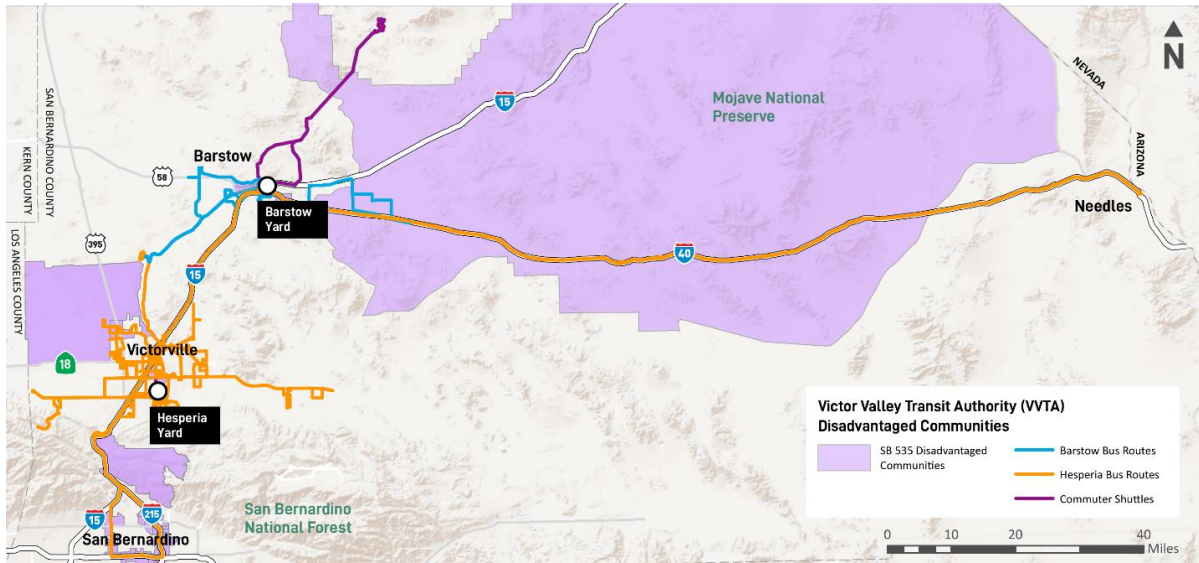 N
NEVADA
ARIZONA
15
Mojave National
Preserve
SAN BERNARDINO COUNTY
KERN COUNTY
LOS ANGELES COUNTY
Barstow
58
Barstow
Yard
395
Needles
40
15
Victorville
18
Hesperia
Yard
15
215
San Bernardino
San Bernardino
National Forest
Victor Valley Transit Authority (VVTA)
Disadvantaged Communities
SB 535 Disadvantaged
Communities
Barstow Bus Routes
Hesperia Bus Routes
Commuter Shuttles
0 10 20 40
Miles